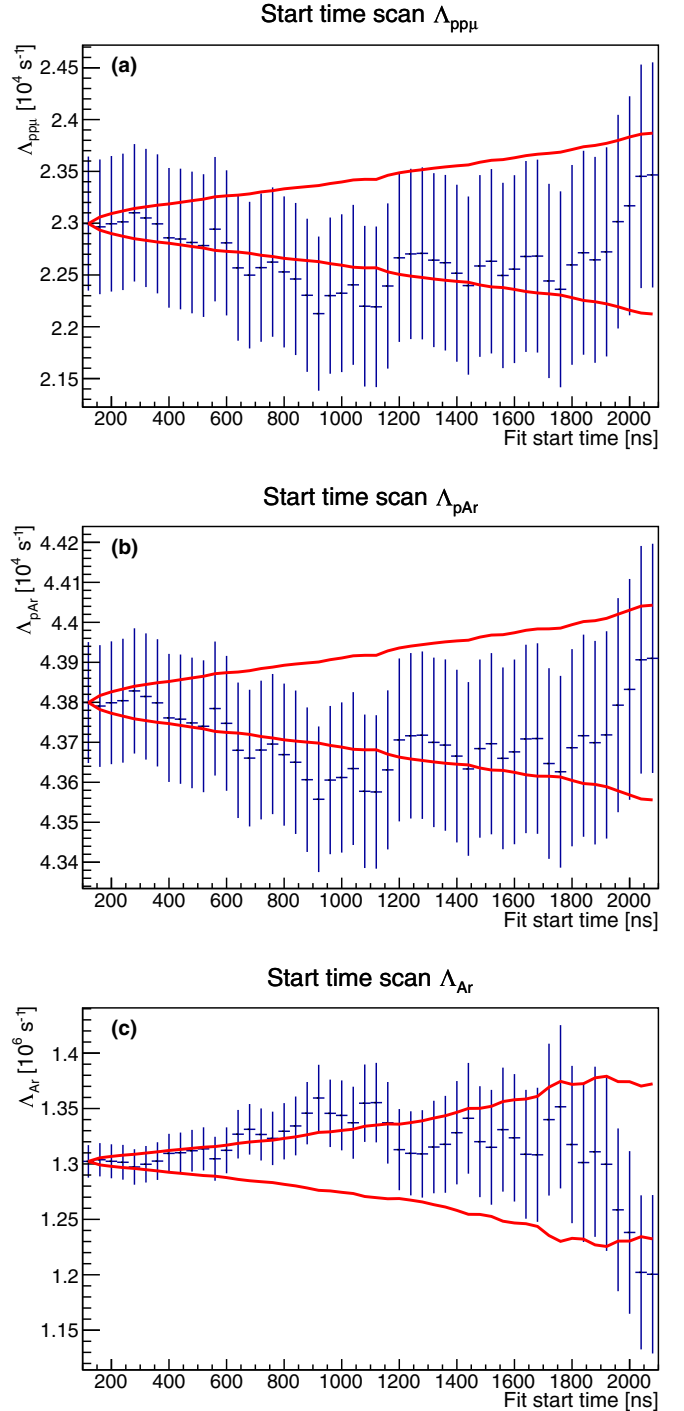 Start time scan Λppμ
(a)
Λppμ [10⁴ s⁻¹]
2.45
2.4
2.35
2.3
2.25
2.2
2.15
200 400 600 800 1000 1200 1400 1600 1800 2000
Fit start time [ns]
Start time scan ΛpAr
(b)
ΛpAr [10⁴ s⁻¹]
4.42
4.41
4.4
4.39
4.38
4.37
4.36
4.35
4.34
200 400 600 800 1000 1200 1400 1600 1800 2000
Fit start time [ns]
Start time scan ΛAr
(c)
ΛAr [10⁶ s⁻¹]
1.4
1.35
1.3
1.25
1.2
1.15
200 400 600 800 1000 1200 1400 1600 1800 2000
Fit start time [ns]